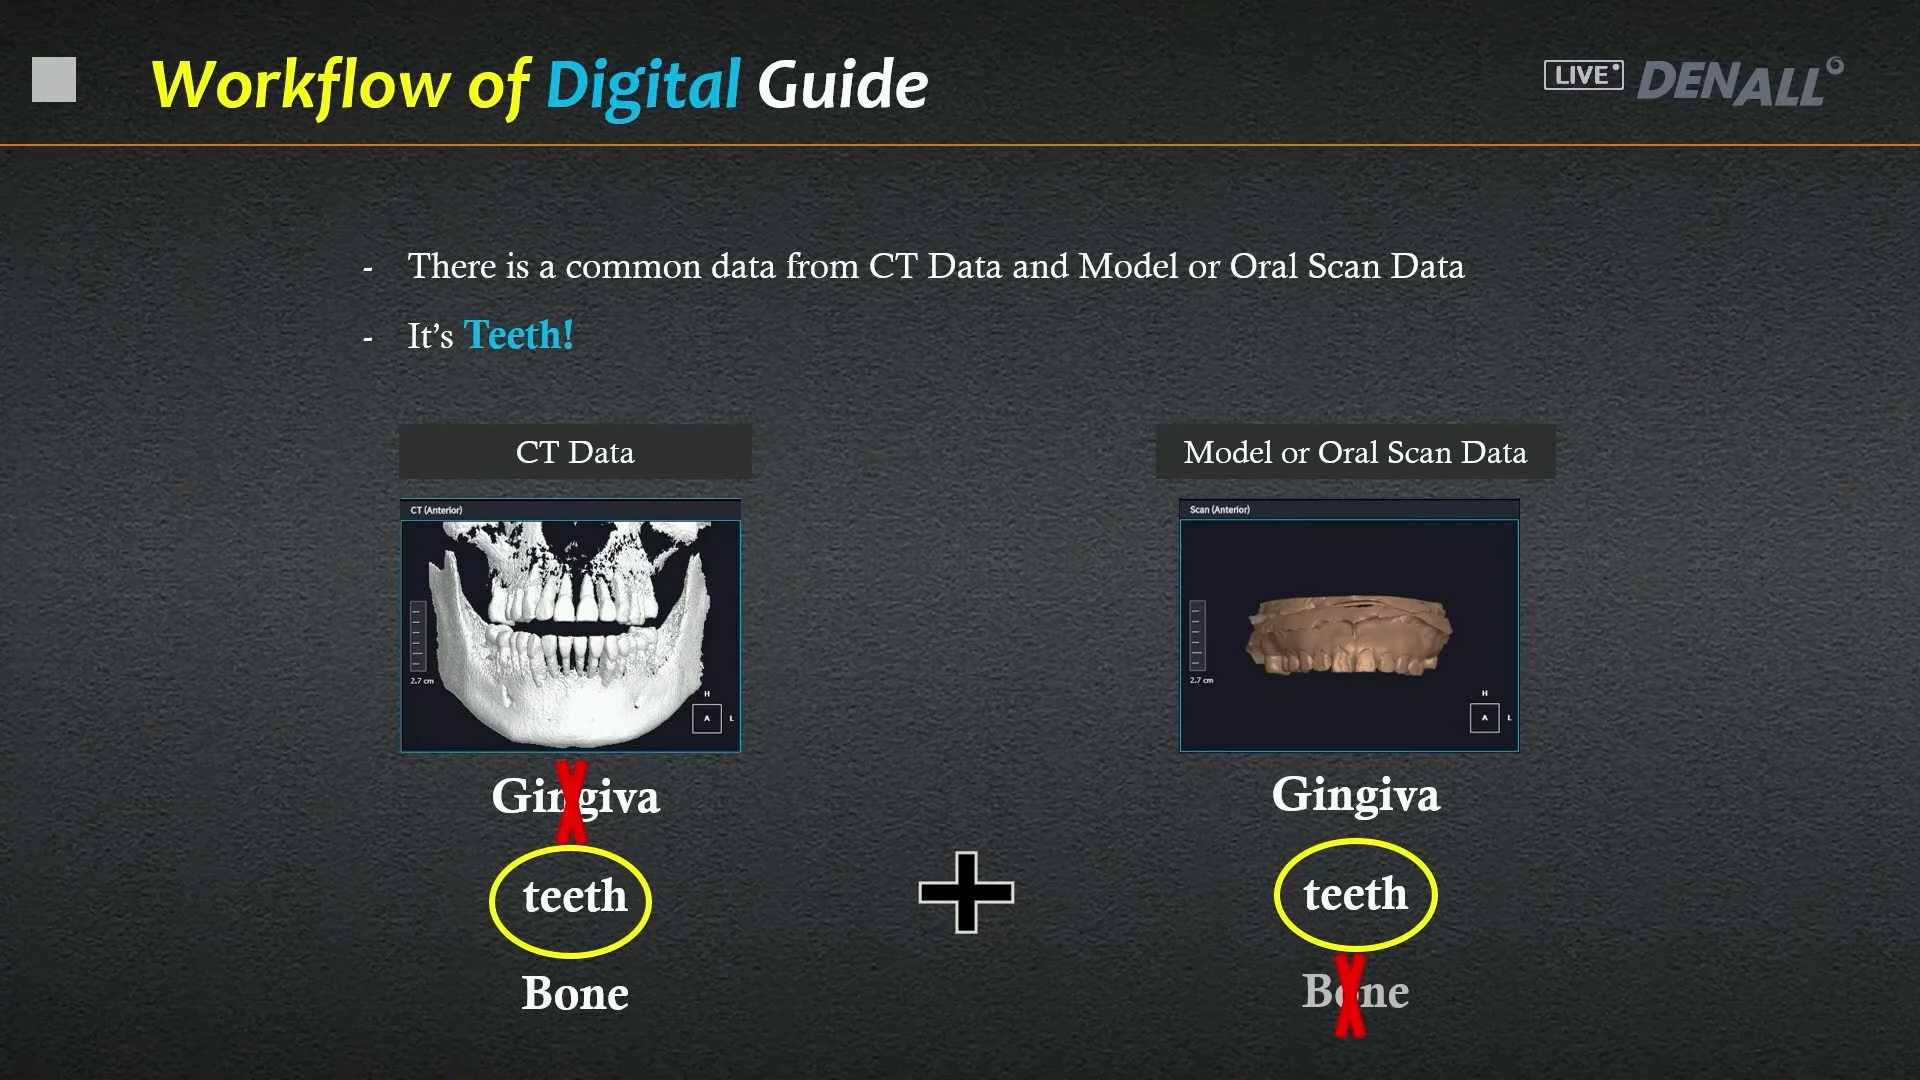 Workflow of Digital Guide
LIVE DENALL
- There is a common data from CT Data and Model or Oral Scan Data
- It's Teeth!
CT Data
Model or Oral Scan Data
CT (Anterior)
2.7 cm
H
A
L
Scan (Anterior)
2.7 cm
H
A
L
Gingiva
teeth
Bone
Gingiva
teeth
Bone